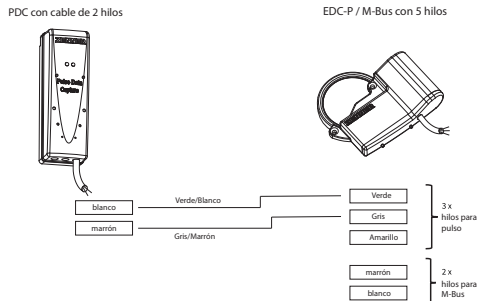 PDC con cable de 2 hilos
EDC-P / M-Bus con 5 hilos
Pulse Data
Capture
blanco
Verde/Blanco
marrón
Gris/Marrón
Verde
Gris
Amarillo
3 x
hilos para
pulso
marrón
blanco
2 x
hilos para
M-Bus